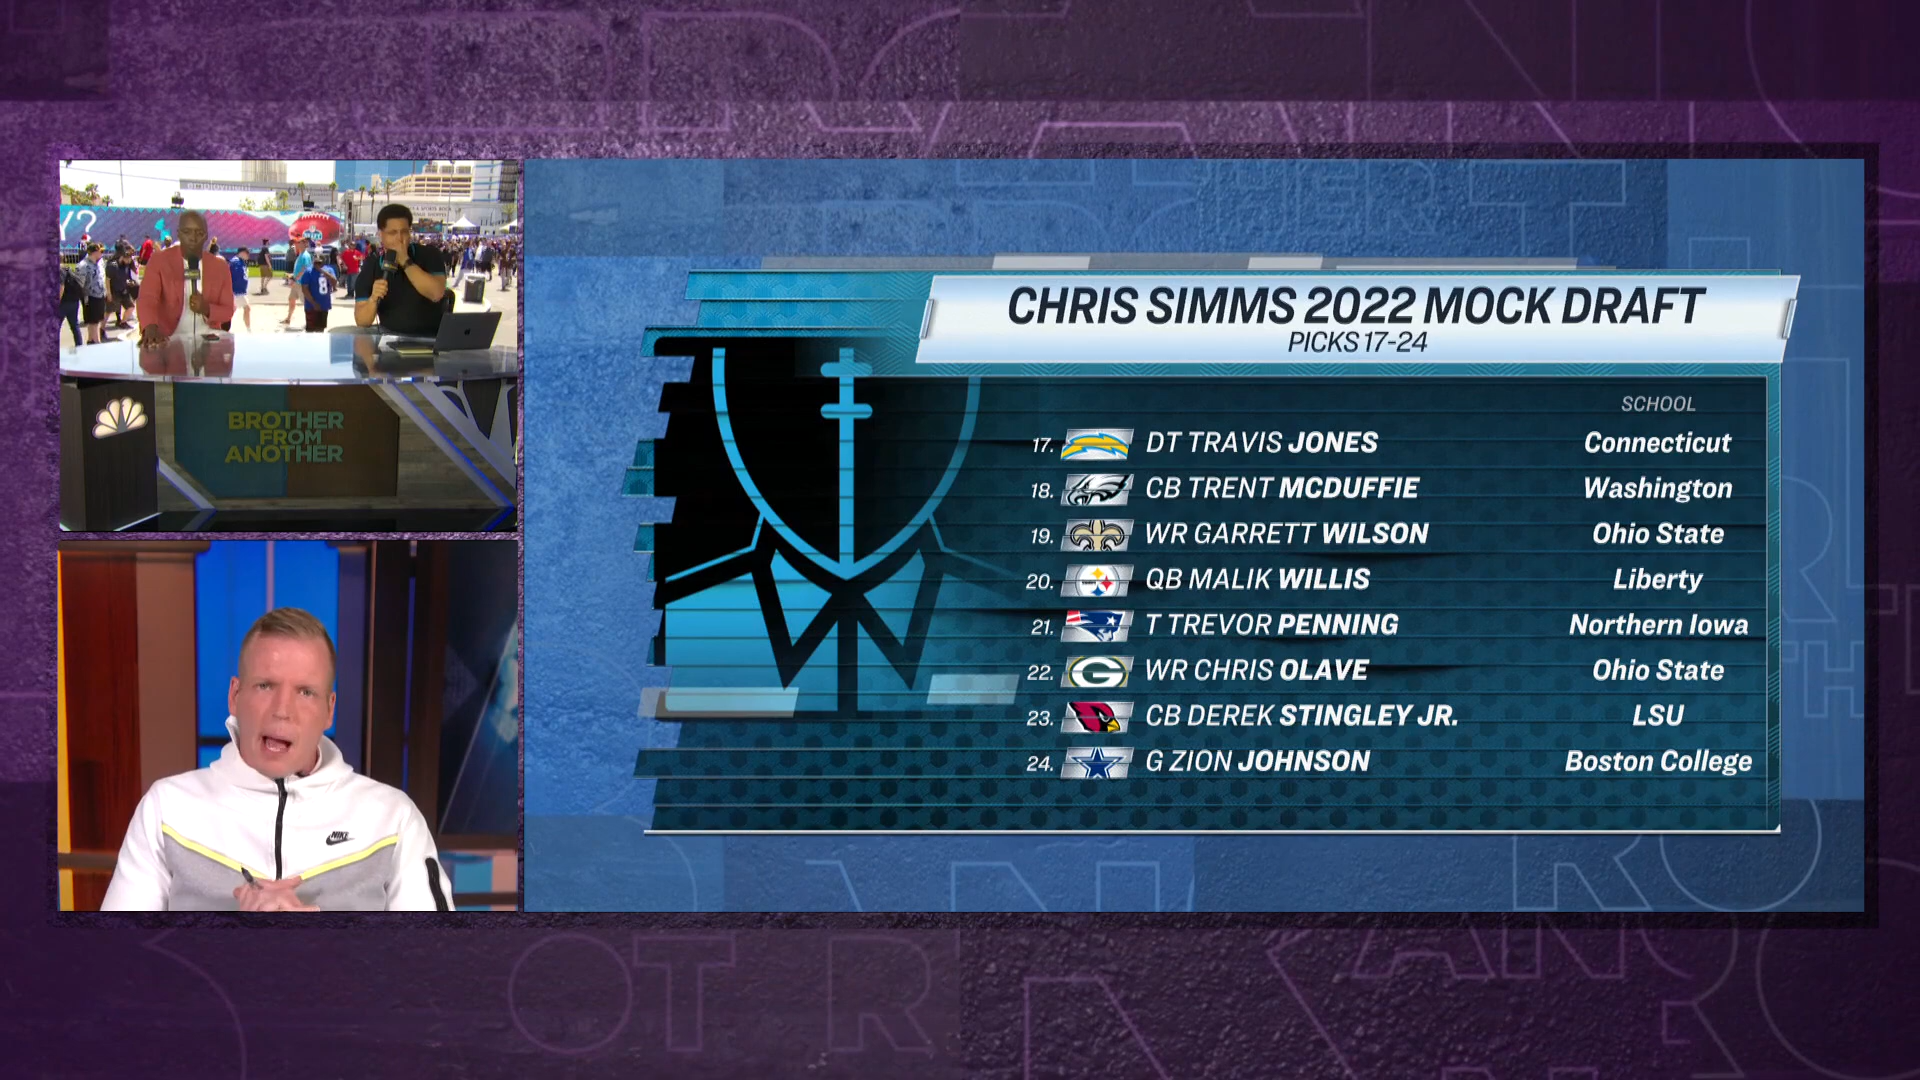 Y?
8
BROTHER
FROM
ANOTHER
NIKE
CHRIS SIMMS 2022 MOCK DRAFT
PICKS 17-24
SCHOOL
17. DT TRAVIS JONES Connecticut
18. CB TRENT MCDUFFIE Washington
19. WR GARRETT WILSON Ohio State
20. QB MALIK WILLIS Liberty
21. T TREVOR PENNING Northern Iowa
22. G WR CHRIS OLAVE Ohio State
23. CB DEREK STINGLEY JR. LSU
24. G ZION JOHNSON Boston College